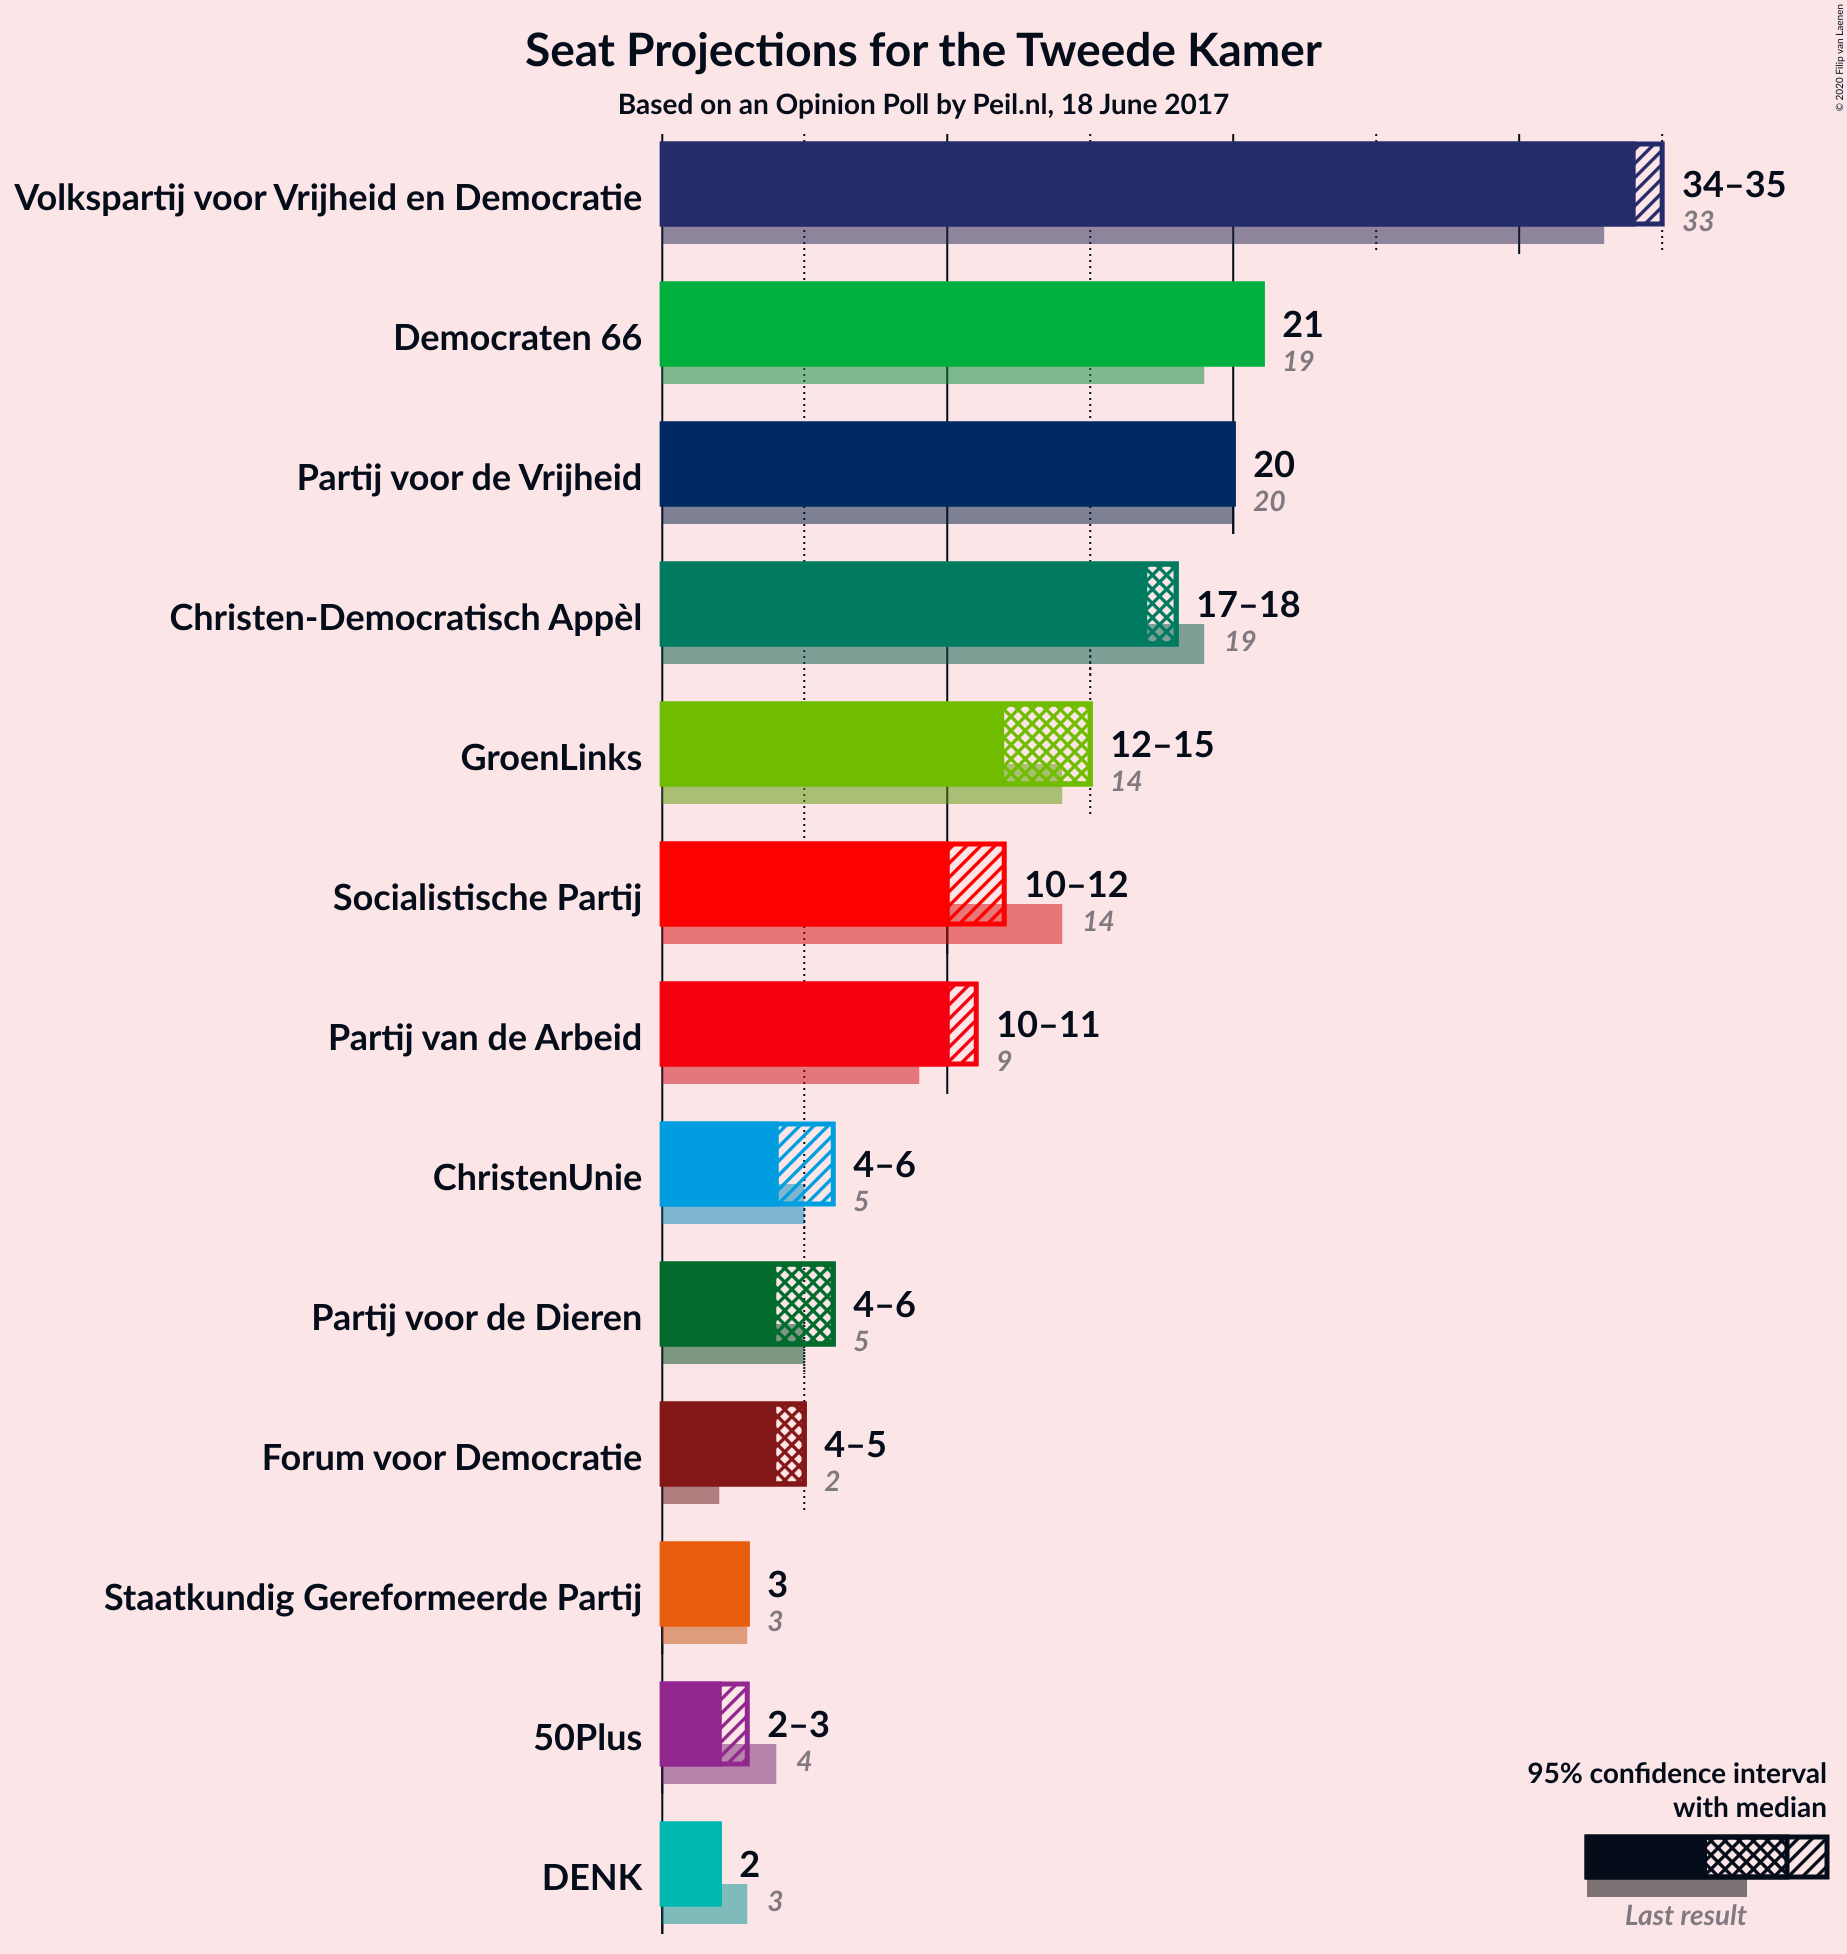 Seat Projections for the Tweede Kamer
Based on an Opinion Poll by Peil.nl, 18 June 2017
© 2020 Filip van Laenen
Volkspartij voor Vrijheid en Democratie
34–35
33
Democraten 66
21
19
Partij voor de Vrijheid
20
20
Christen-Democratisch Appèl
17–18
19
GroenLinks
12–15
14
Socialistische Partij
10–12
14
Partij van de Arbeid
10–11
9
ChristenUnie
4–6
5
Partij voor de Dieren
4–6
5
Forum voor Democratie
4–5
2
Staatkundig Gereformeerde Partij
3
3
50Plus
2–3
4
DENK
2
3
95% confidence interval
with median
Last result